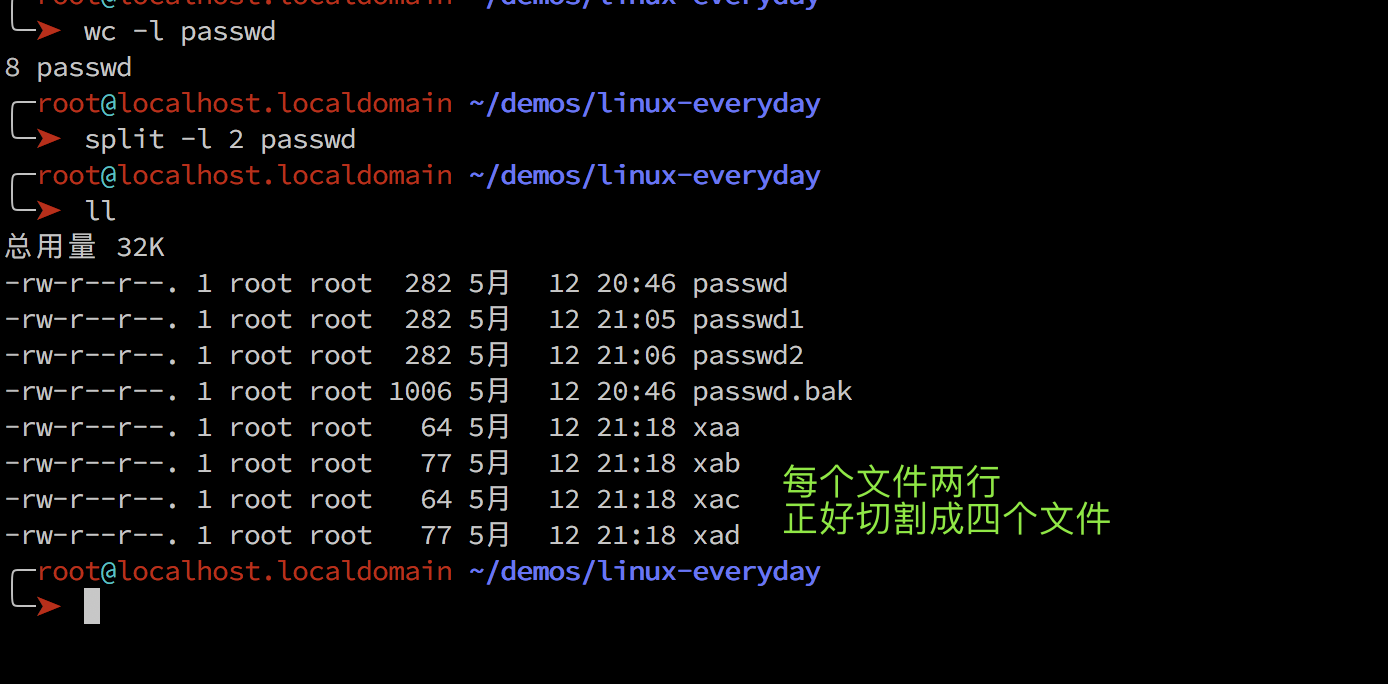 root@localhost.localdomain ~/demos/linux-everyday
wc -l passwd
8 passwd
root@localhost.localdomain ~/demos/linux-everyday
split -l 2 passwd
root@localhost.localdomain ~/demos/linux-everyday
ll
总用量 32K
-rw-r--r--. 1 root root  282 5月  12 20:46 passwd
-rw-r--r--. 1 root root  282 5月  12 21:05 passwd1
-rw-r--r--. 1 root root  282 5月  12 21:06 passwd2
-rw-r--r--. 1 root root 1006 5月  12 20:46 passwd.bak
-rw-r--r--. 1 root root   64 5月  12 21:18 xaa
-rw-r--r--. 1 root root   77 5月  12 21:18 xab
-rw-r--r--. 1 root root   64 5月  12 21:18 xac
-rw-r--r--. 1 root root   77 5月  12 21:18 xad
每个文件两行
正好切割成四个文件
root@localhost.localdomain ~/demos/linux-everyday